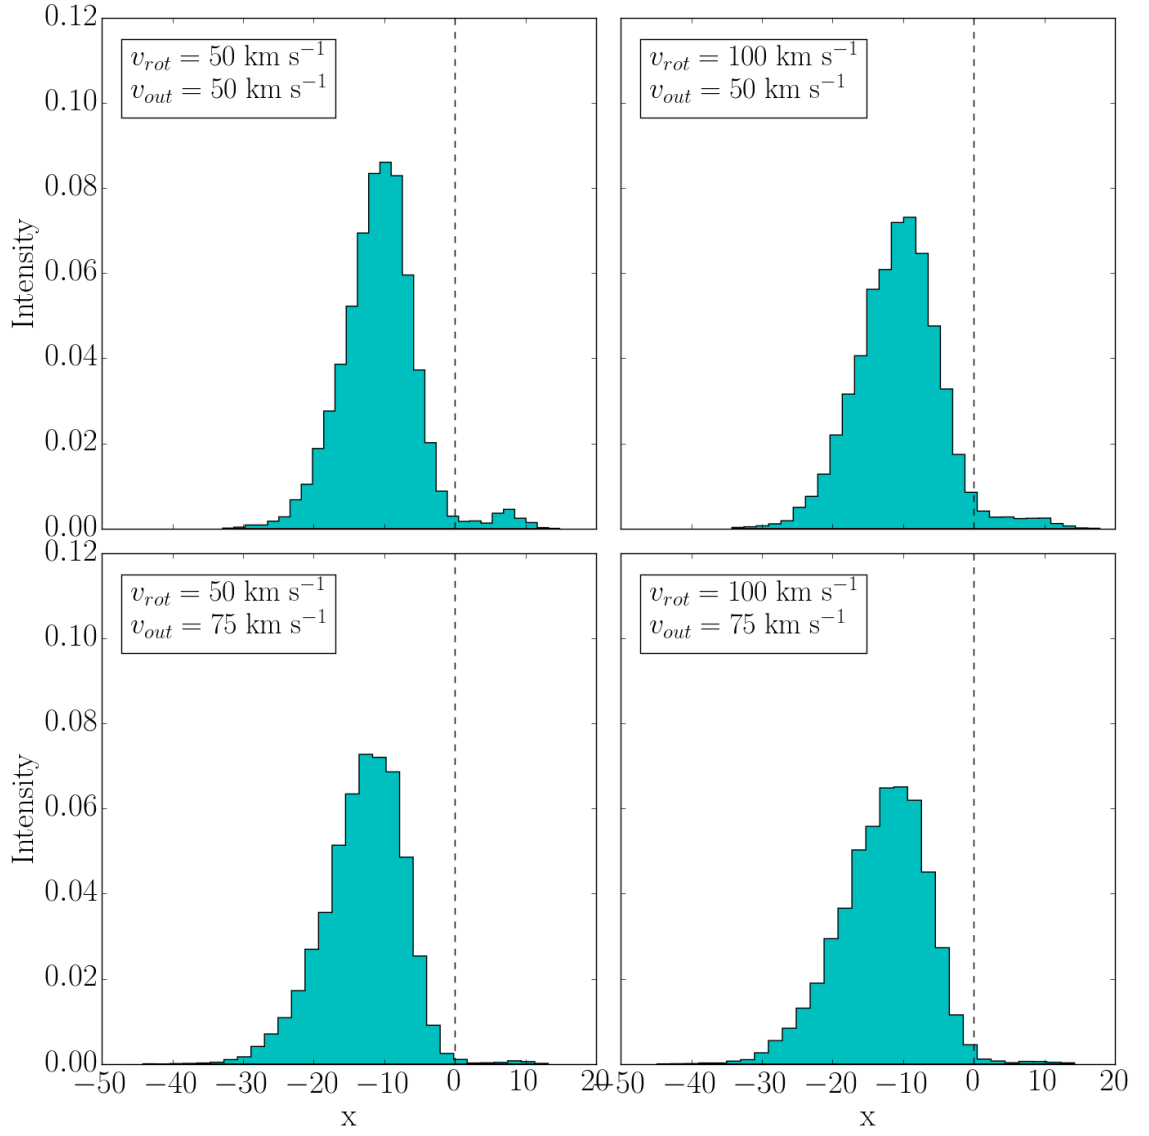 0.12
0.10
0.08
0.06
0.04
0.02
0.00
Intensity
v_rot = 50 km s⁻¹
v_out = 50 km s⁻¹
v_rot = 100 km s⁻¹
v_out = 50 km s⁻¹
0.12
0.10
0.08
0.06
0.04
0.02
0.00
Intensity
v_rot = 50 km s⁻¹
v_out = 75 km s⁻¹
v_rot = 100 km s⁻¹
v_out = 75 km s⁻¹
−50 −40 −30 −20 −10 0 10 20
−50 −40 −30 −20 −10 0 10 20
x
x